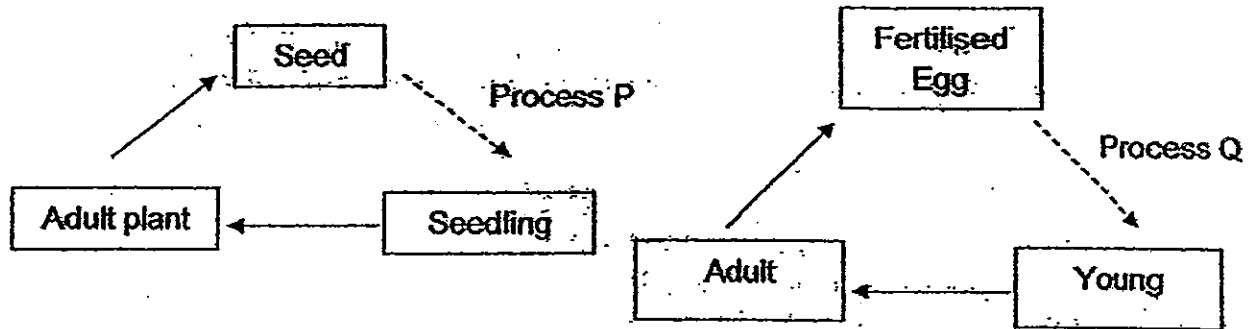 Seed
Process P
Adult plant
Seedling
Fertilised
Egg
Process Q
Adult
Young